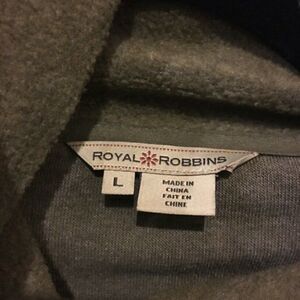 ROYAL ROBBINS
L
MADE IN
CHINA
FAIT EN
CHINE